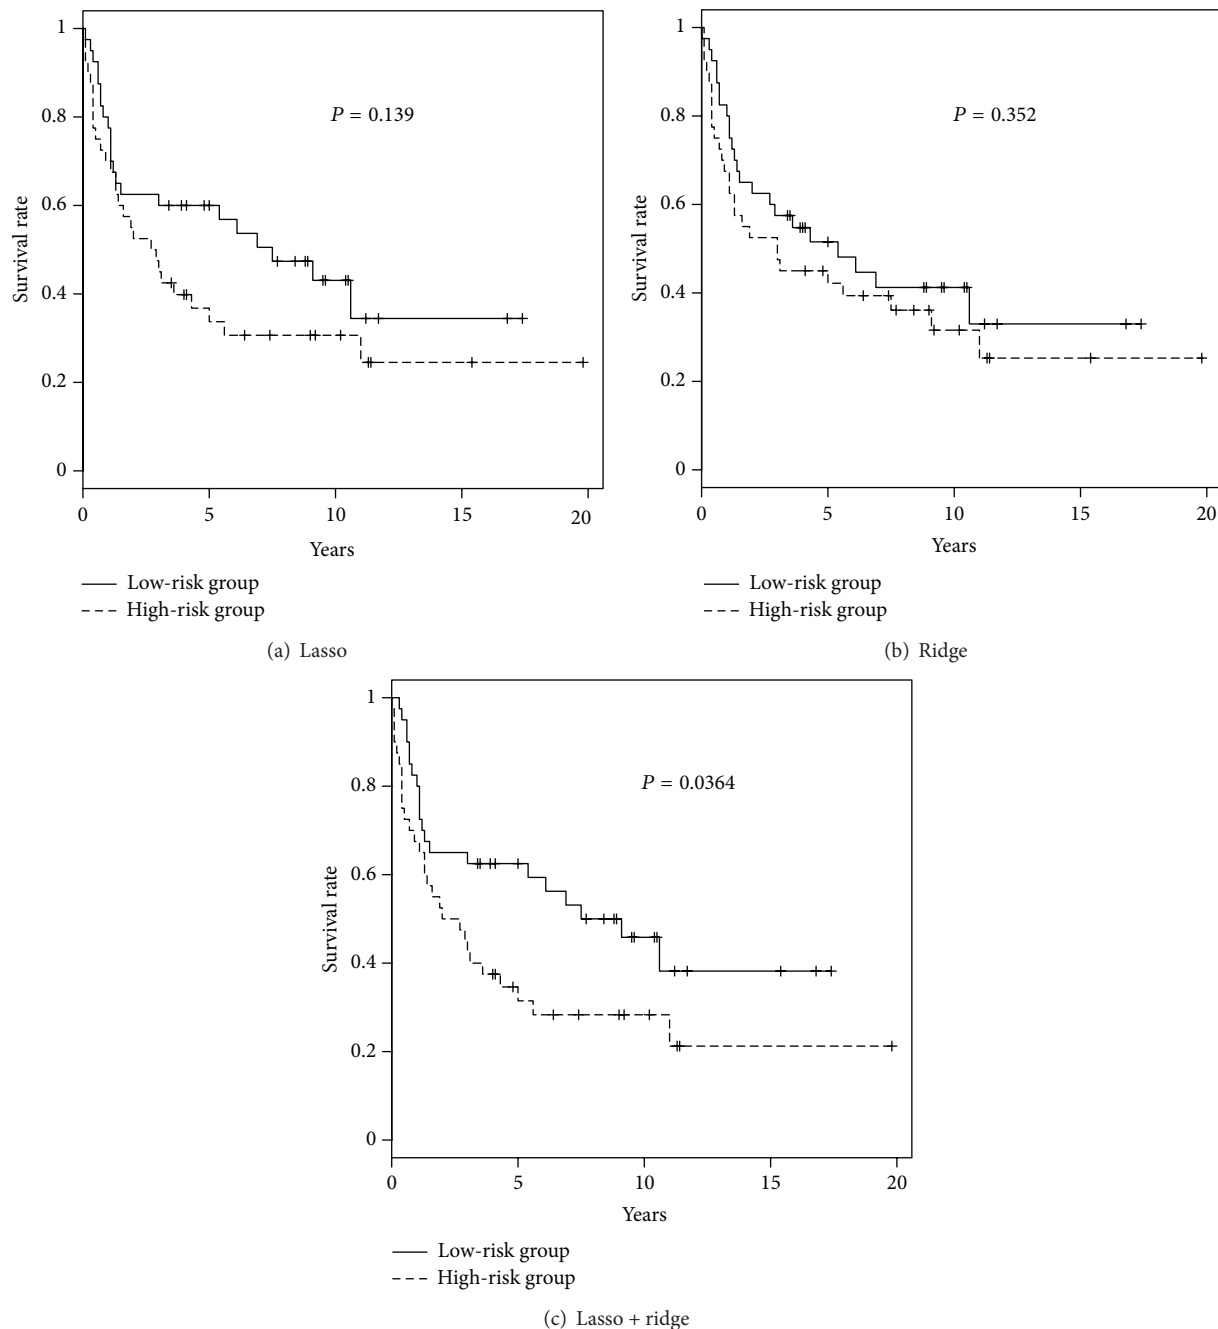 1
0.8
0.6
0.4
0.2
0
Survival rate
P = 0.139
0 5 10 15 20
Years
Low-risk group
High-risk group
(a) Lasso
1
0.8
0.6
0.4
0.2
0
Survival rate
P = 0.352
0 5 10 15 20
Years
Low-risk group
High-risk group
(b) Ridge
1
0.8
0.6
0.4
0.2
0
Survival rate
P = 0.0364
0 5 10 15 20
Years
Low-risk group
High-risk group
(c) Lasso + ridge